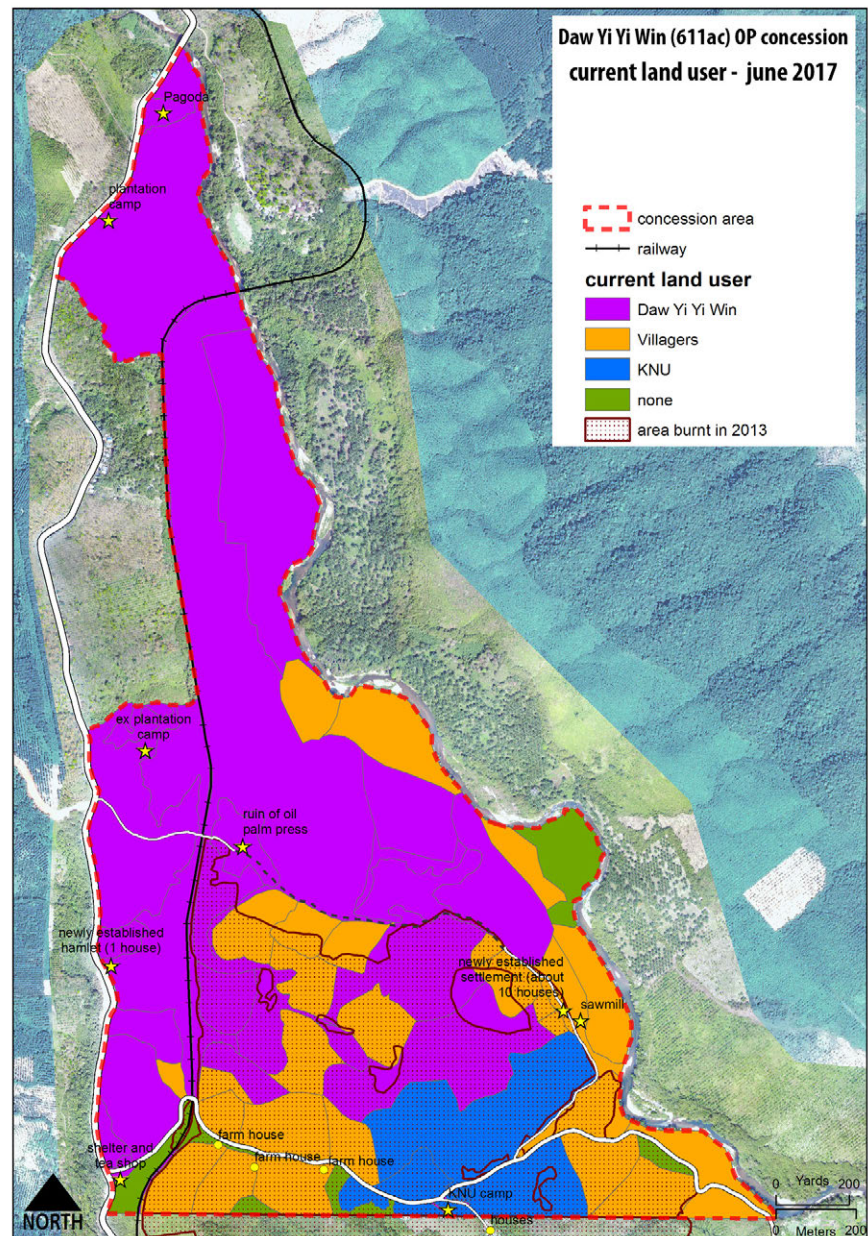 Daw Yi Yi Win (611ac) OP concession
current land user - june 2017
concession area
railway
current land user
Daw Yi Yi Win
Villagers
KNU
none
area burnt in 2013
Pagoda
plantation
camp
ex plantation
camp
ruin of oil
palm press
newly established
hamlet (1 house)
newly established
settlement (about
10 houses)
sawmill
farm house
farm house
farm house
shelter and
tea shop
KNU camp
houses
NORTH
Yards
0 200
0 200
Meters